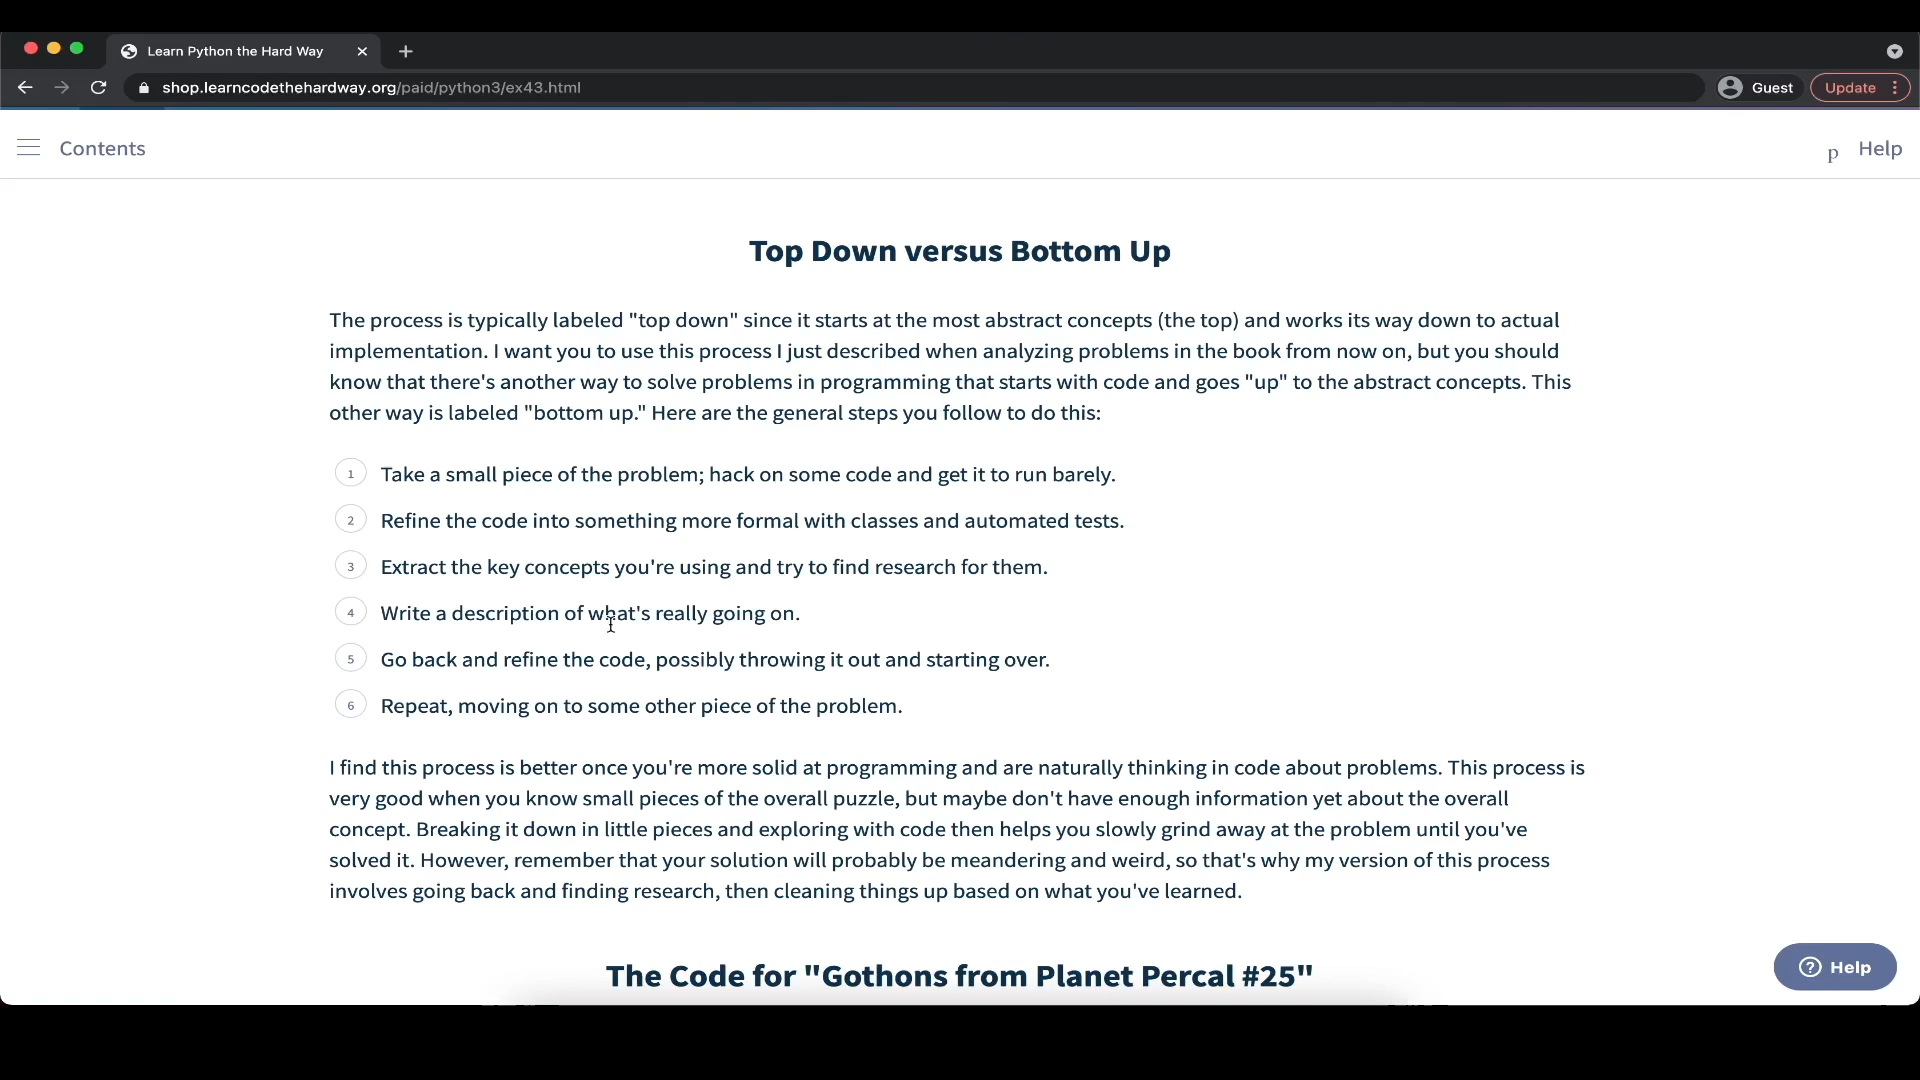 Learn Python the Hard Way
shop.learncodethehardway.org/paid/python3/ex43.html
Guest
Update
Contents
p Help
Top Down versus Bottom Up
The process is typically labeled "top down" since it starts at the most abstract concepts (the top) and works its way down to actual
implementation. I want you to use this process I just described when analyzing problems in the book from now on, but you should
know that there's another way to solve problems in programming that starts with code and goes "up" to the abstract concepts. This
other way is labeled "bottom up." Here are the general steps you follow to do this:
1 Take a small piece of the problem; hack on some code and get it to run barely.
2 Refine the code into something more formal with classes and automated tests.
3 Extract the key concepts you're using and try to find research for them.
4 Write a description of what's really going on.
5 Go back and refine the code, possibly throwing it out and starting over.
6 Repeat, moving on to some other piece of the problem.
I find this process is better once you're more solid at programming and are naturally thinking in code about problems. This process is
very good when you know small pieces of the overall puzzle, but maybe don't have enough information yet about the overall
concept. Breaking it down in little pieces and exploring with code then helps you slowly grind away at the problem until you've
solved it. However, remember that your solution will probably be meandering and weird, so that's why my version of this process
involves going back and finding research, then cleaning things up based on what you've learned.
The Code for "Gothons from Planet Percal #25"
Help